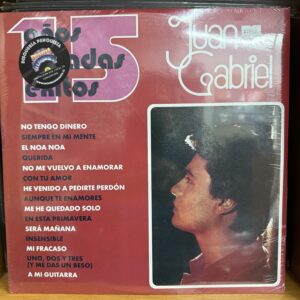 15
años
éxitos
Juan
Gabriel
DISQUERÍA PERQUERÍA
NO TENGO DINERO
SIEMPRE EN MI MENTE
EL NOA NOA
QUERIDA
NO ME VUELVO A ENAMORAR
CON TU AMOR
HE VENIDO A PEDIRTE PERDÓN
AUNQUE TE ENAMORES
ME HE QUEDADO SOLO
EN ESTA PRIMAVERA
SERÁ MAÑANA
INSENSIBLE
MI FRACASO
UNO, DOS Y TRES
(Y ME DAS UN BESO)
A MI GUITARRA